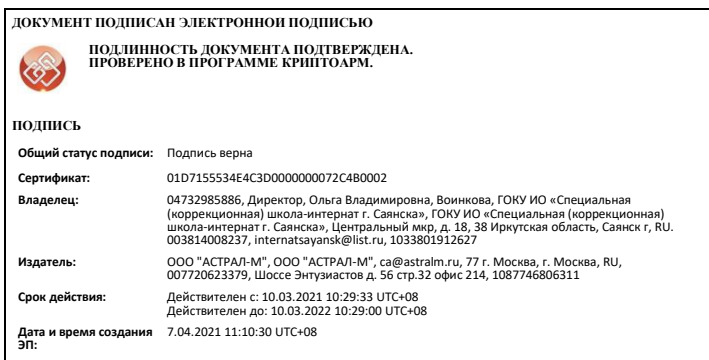 ДОКУМЕНТ ПОДПИСАН ЭЛЕКТРОННОЙ ПОДПИСЬЮ
ПОДЛИННОСТЬ ДОКУМЕНТА ПОДТВЕРЖДЕНА.
ПРОВЕРЕНО В ПРОГРАММЕ КРИПТОАРМ.
ПОДПИСЬ
Общий статус подписи: Подпись верна
Сертификат: 01D7155534E4C3D0000000072C4B0002
Владелец: 04732985886, Директор, Ольга Владимировна, Воинкова, ГОКУ ИО «Специальная
(коррекционная) школа-интернат г. Саянска», ГОКУ ИО «Специальная (коррекционная)
школа-интернат г. Саянска», Центральный мкр, д. 18, 38 Иркутская область, Саянск г, RU.
003814008237, internatsayansk@list.ru, 1033801912627
Издатель: ООО "АСТРАЛ-М", ООО "АСТРАЛ-М", ca@astralm.ru, 77 г. Москва, г. Москва, RU,
007720623379, Шоссе Энтузиастов д. 56 стр.32 офис 214, 1087746806311
Срок действия: Действителен с: 10.03.2021 10:29:33 UTC+08
Действителен до: 10.03.2022 10:29:00 UTC+08
Дата и время создания ЭП: 7.04.2021 11:10:30 UTC+08